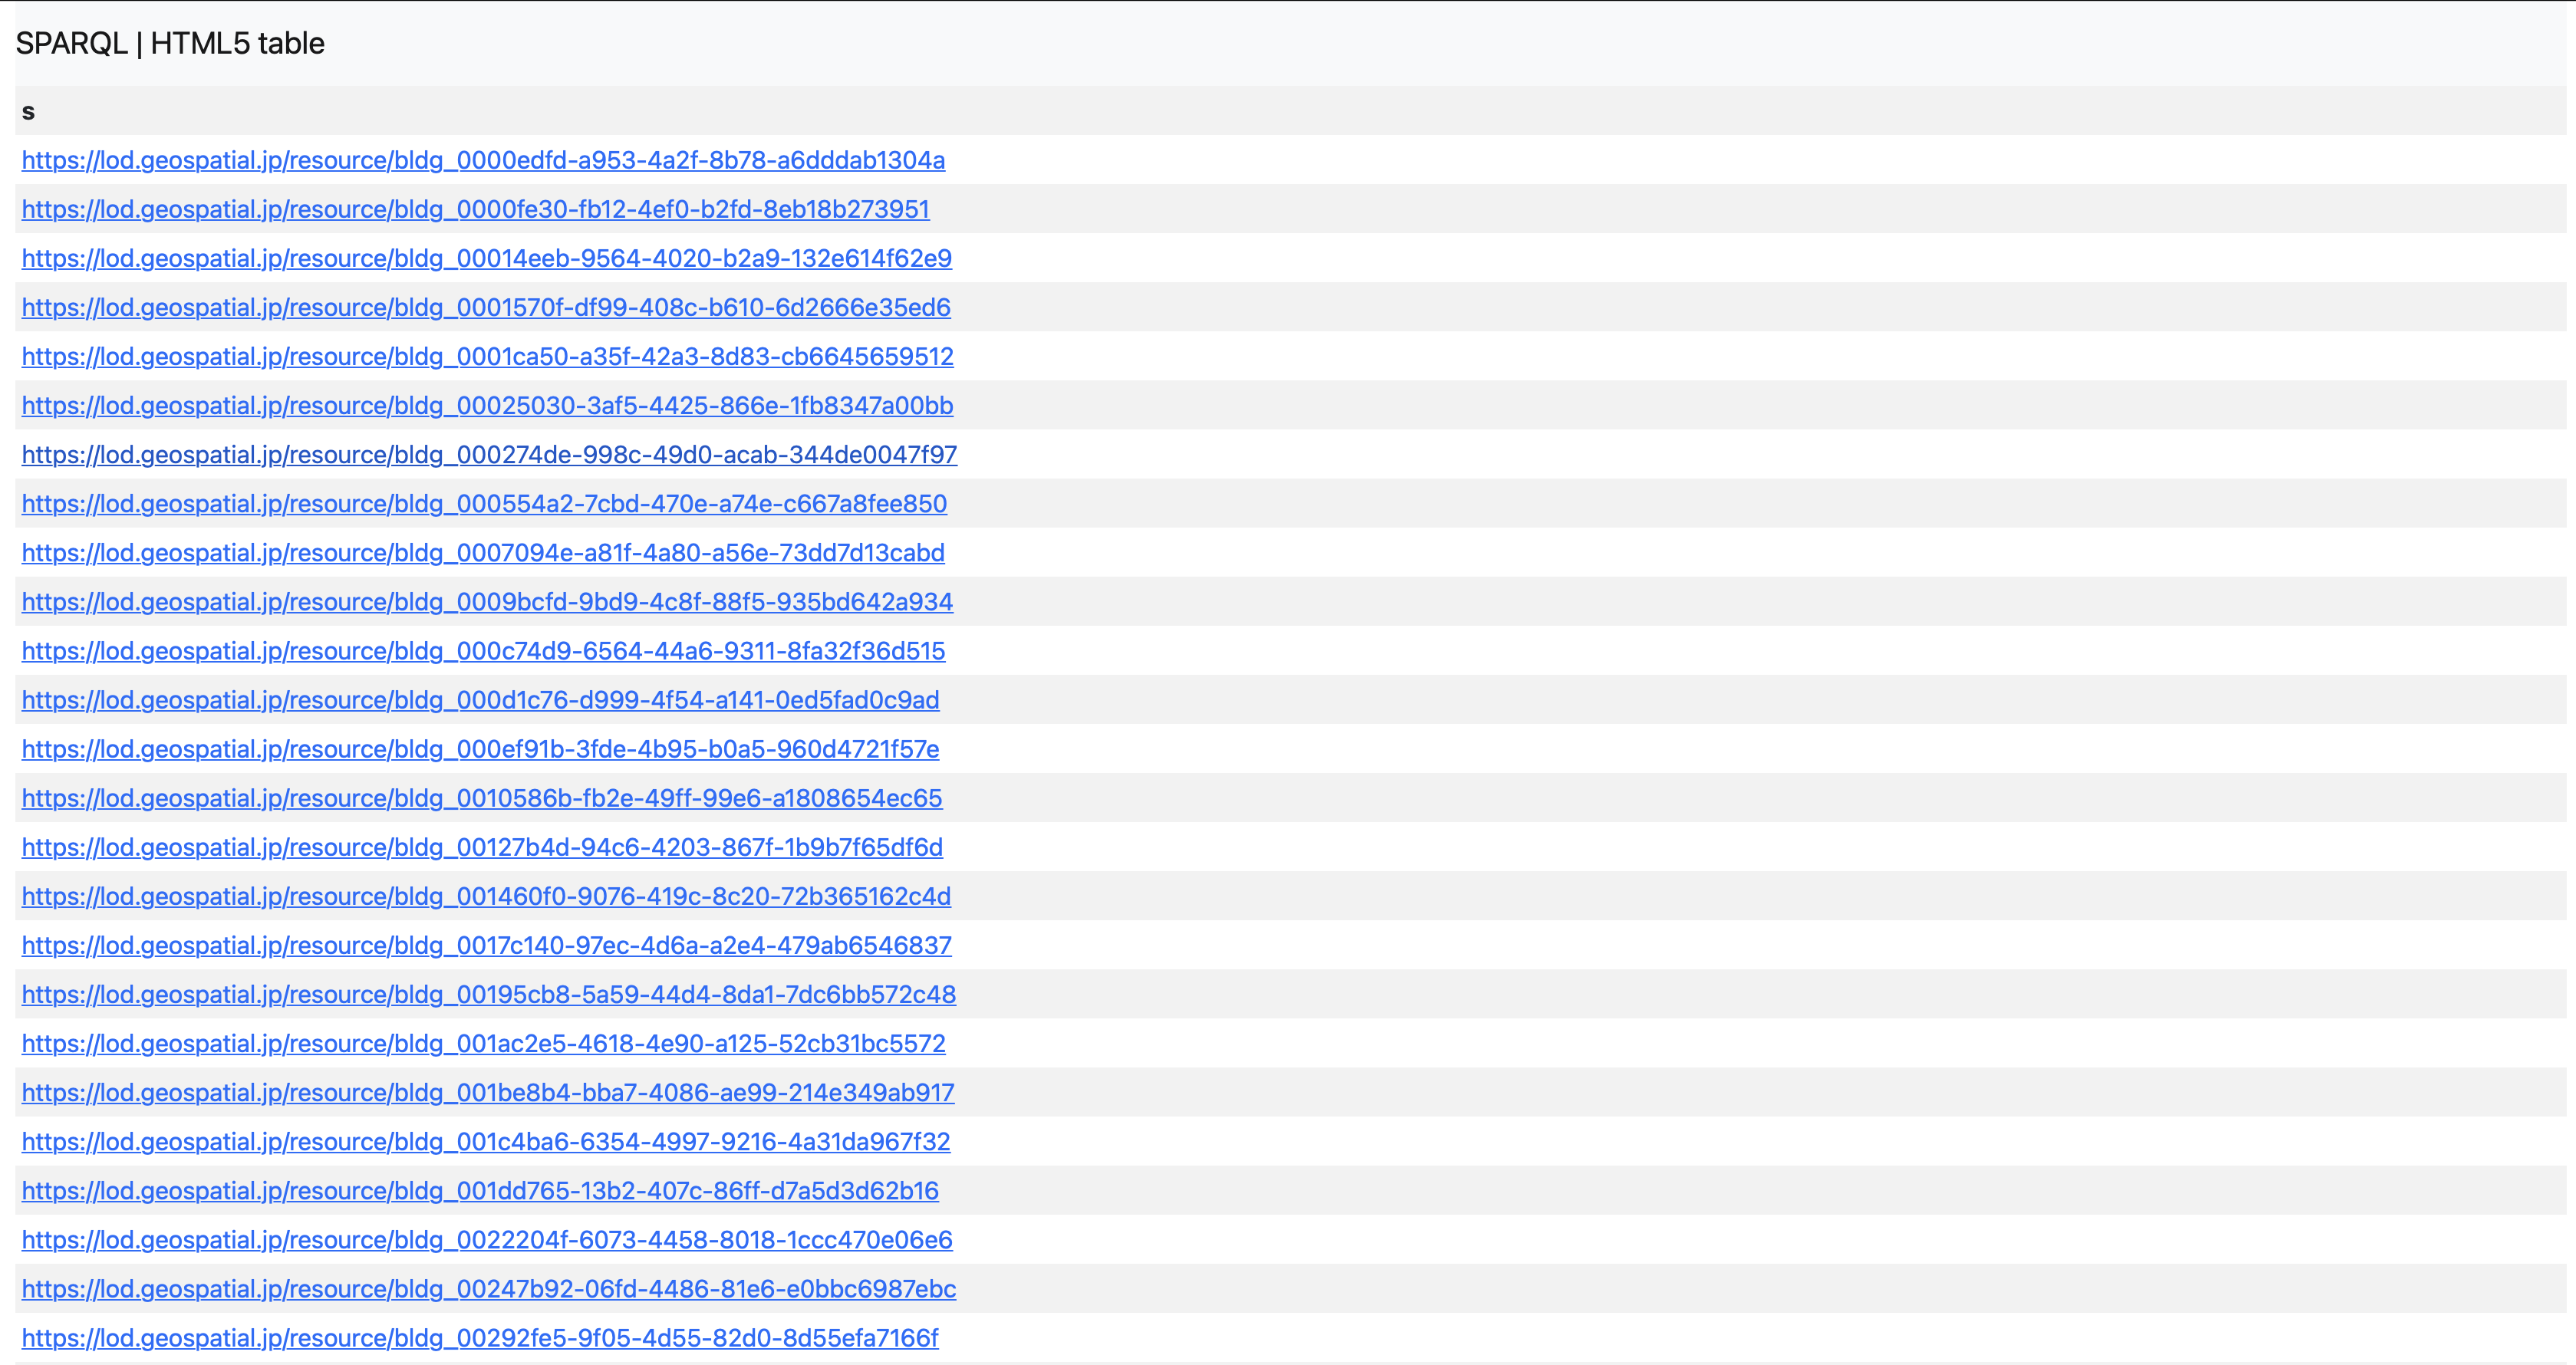 SPARQL | HTML5 table
s
https://lod.geospatial.jp/resource/bldg_0000edfd-a953-4a2f-8b78-a6dddab1304a
https://lod.geospatial.jp/resource/bldg_0000fe30-fb12-4ef0-b2fd-8eb18b273951
https://lod.geospatial.jp/resource/bldg_00014eeb-9564-4020-b2a9-132e614f62e9
https://lod.geospatial.jp/resource/bldg_0001570f-df99-408c-b610-6d2666e35ed6
https://lod.geospatial.jp/resource/bldg_0001ca50-a35f-42a3-8d83-cb6645659512
https://lod.geospatial.jp/resource/bldg_00025030-3af5-4425-866e-1fb8347a00bb
https://lod.geospatial.jp/resource/bldg_000274de-998c-49d0-acab-344de0047f97
https://lod.geospatial.jp/resource/bldg_000554a2-7cbd-470e-a74e-c667a8fee850
https://lod.geospatial.jp/resource/bldg_0007094e-a81f-4a80-a56e-73dd7d13cabd
https://lod.geospatial.jp/resource/bldg_0009bcfd-9bd9-4c8f-88f5-935bd642a934
https://lod.geospatial.jp/resource/bldg_000c74d9-6564-44a6-9311-8fa32f36d515
https://lod.geospatial.jp/resource/bldg_000d1c76-d999-4f54-a141-0ed5fad0c9ad
https://lod.geospatial.jp/resource/bldg_000ef91b-3fde-4b95-b0a5-960d4721f57e
https://lod.geospatial.jp/resource/bldg_0010586b-fb2e-49ff-99e6-a1808654ec65
https://lod.geospatial.jp/resource/bldg_00127b4d-94c6-4203-867f-1b9b7f65df6d
https://lod.geospatial.jp/resource/bldg_001460f0-9076-419c-8c20-72b365162c4d
https://lod.geospatial.jp/resource/bldg_0017c140-97ec-4d6a-a2e4-479ab6546837
https://lod.geospatial.jp/resource/bldg_00195cb8-5a59-44d4-8da1-7dc6bb572c48
https://lod.geospatial.jp/resource/bldg_001ac2e5-4618-4e90-a125-52cb31bc5572
https://lod.geospatial.jp/resource/bldg_001be8b4-bba7-4086-ae99-214e349ab917
https://lod.geospatial.jp/resource/bldg_001c4ba6-6354-4997-9216-4a31da967f32
https://lod.geospatial.jp/resource/bldg_001dd765-13b2-407c-86ff-d7a5d3d62b16
https://lod.geospatial.jp/resource/bldg_0022204f-6073-4458-8018-1ccc470e06e6
https://lod.geospatial.jp/resource/bldg_00247b92-06fd-4486-81e6-e0bbc6987ebc
https://lod.geospatial.jp/resource/bldg_00292fe5-9f05-4d55-82d0-8d55efa7166f